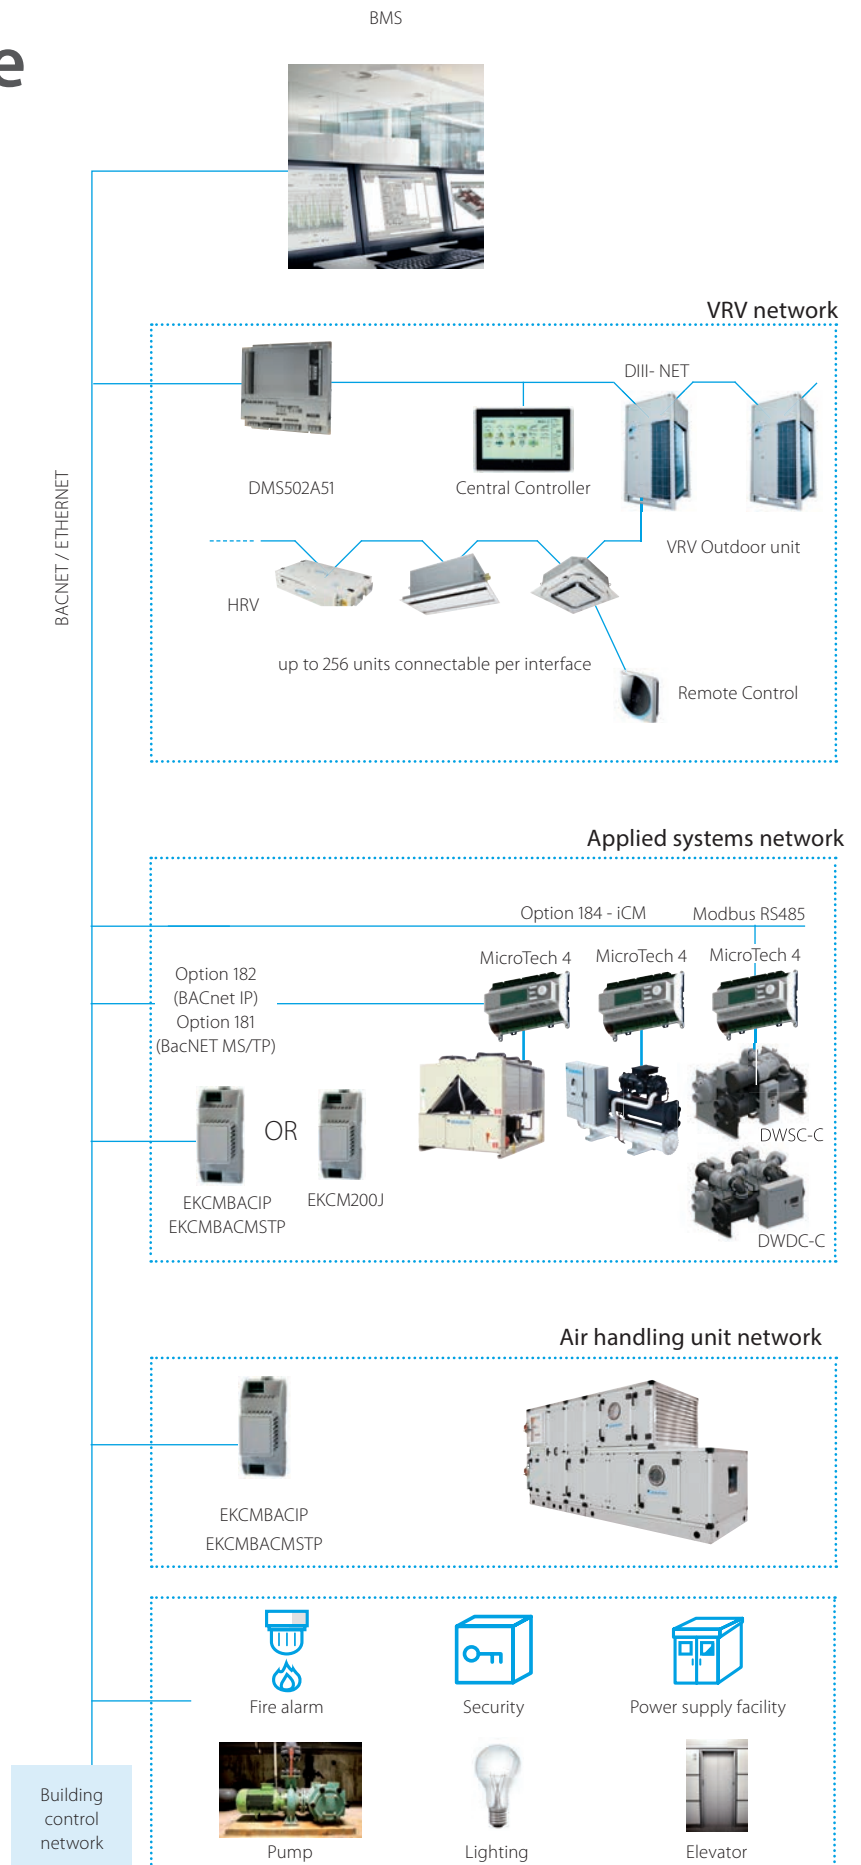 BMS
e
VRV network
DIII- NET
DMS502A51
Central Controller
VRV Outdoor unit
HRV
up to 256 units connectable per interface
Remote Control
BACNET / ETHERNET
Applied systems network
Option 184 - iCM
Modbus RS485
MicroTech 4
MicroTech 4
MicroTech 4
Option 182
(BACnet IP)
Option 181
(BacNET MS/TP)
OR
EKCMBACIP
EKCMBACMSTP
EKCM200J
DWSC-C
DWDC-C
Air handling unit network
EKCMBACIP
EKCMBACMSTP
Fire alarm
Security
Power supply facility
Building
control
network
Pump
Lighting
Elevator